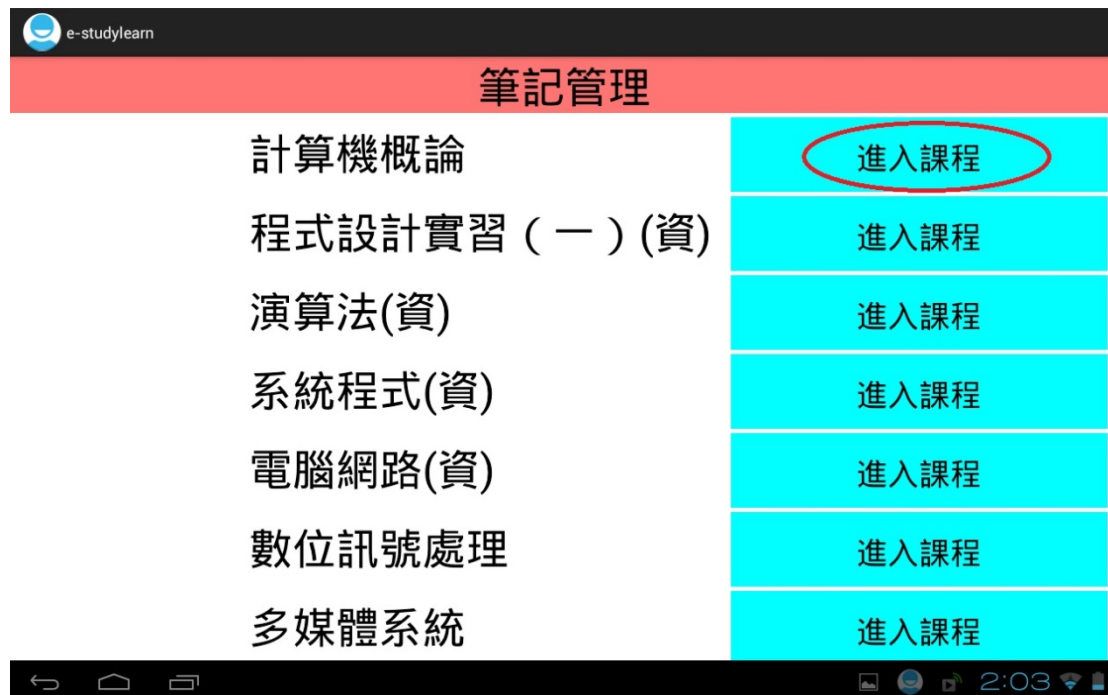 e-studylearn
筆記管理
計算機概論 進入課程
程式設計實習（一）(資) 進入課程
演算法(資) 進入課程
系統程式(資) 進入課程
電腦網路(資) 進入課程
數位訊號處理 進入課程
多媒體系統 進入課程
2:03